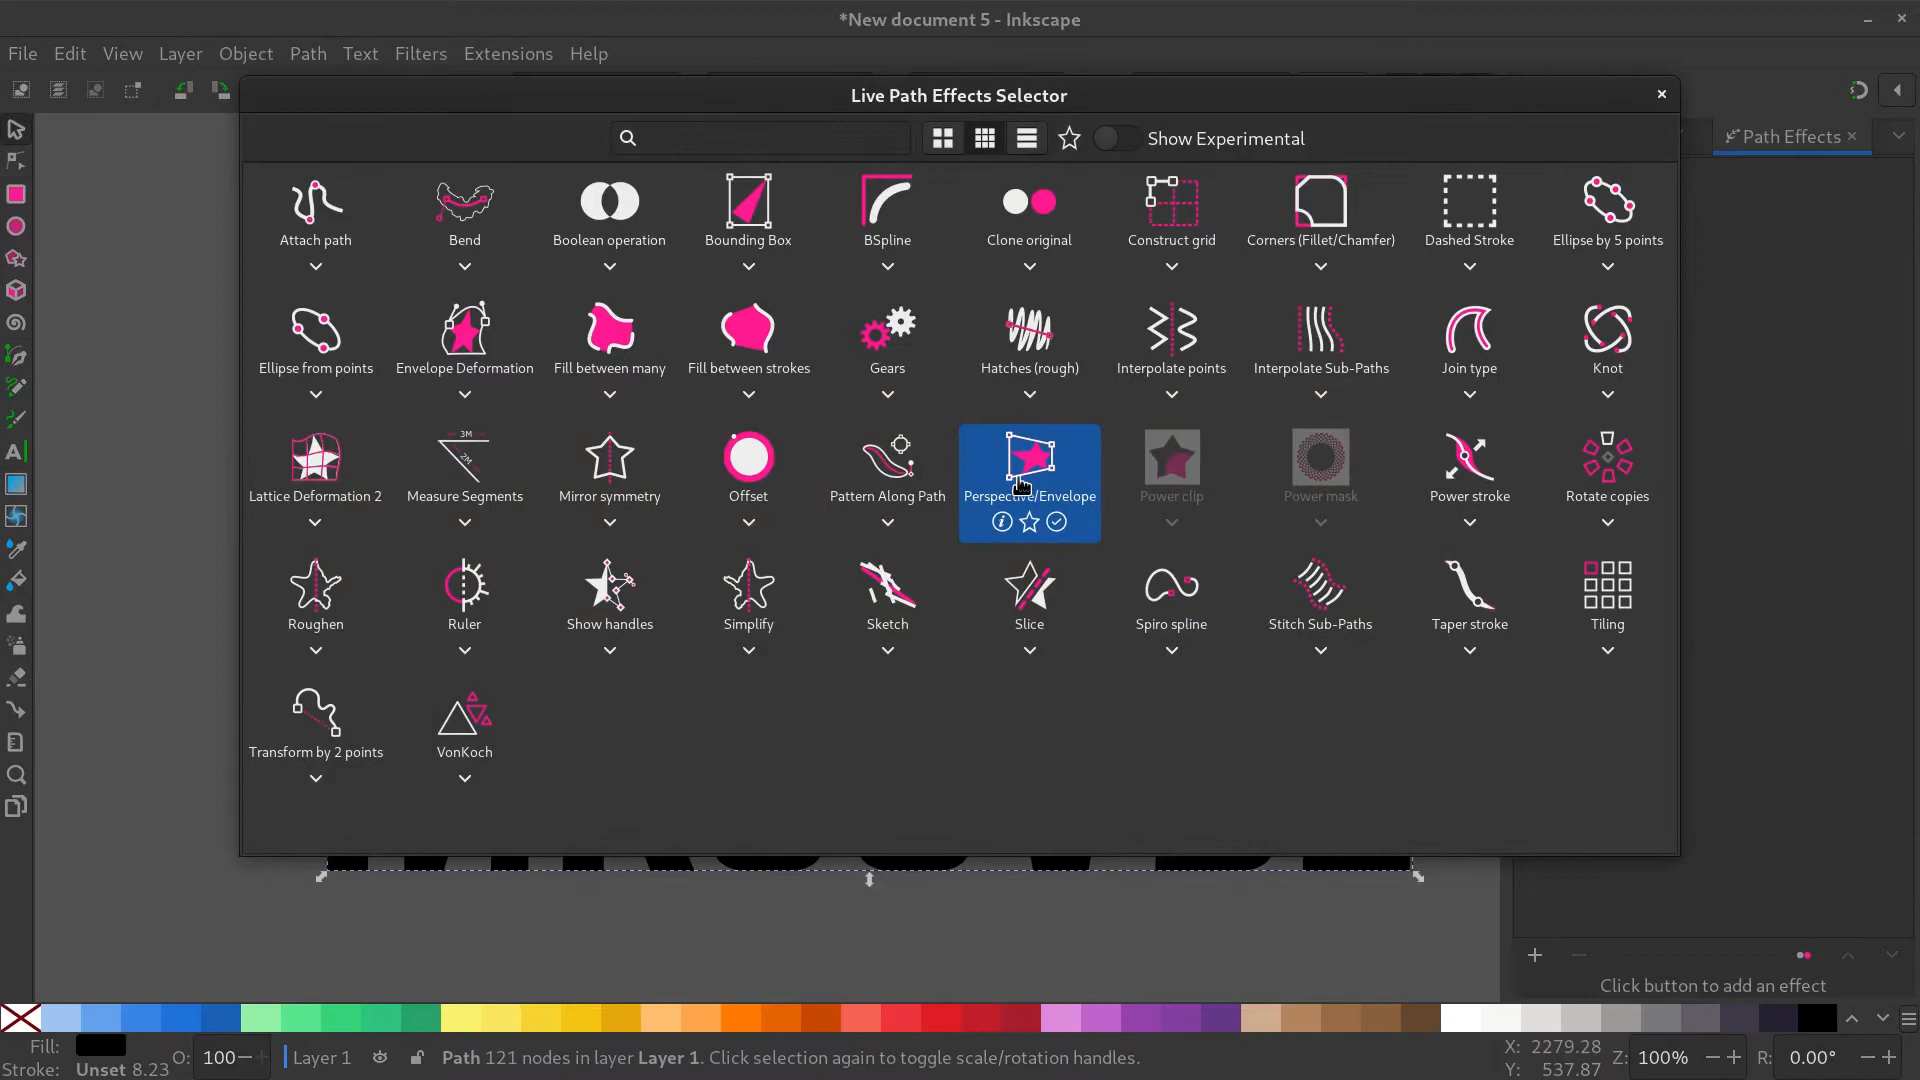 *New document 5 - Inkscape
File Edit View Layer Object Path Text Filters Extensions Help
Live Path Effects Selector
Show Experimental
Path Effects
Attach path Bend Boolean operation Bounding Box BSpline Clone original Construct grid Corners (Fillet/Chamfer) Dashed Stroke Ellipse by 5 points
Ellipse from points Envelope Deformation Fill between many Fill between strokes Gears Hatches (rough) Interpolate points Interpolate Sub-Paths Join type Knot
3M
2M
Lattice Deformation 2 Measure Segments Mirror symmetry Offset Pattern Along Path Perspective/Envelope Power clip Power mask Power stroke Rotate copies
Roughen Ruler Show handles Simplify Sketch Slice Spiro spline Stitch Sub-Paths Taper stroke Tiling
Transform by 2 points VonKoch
Click button to add an effect
Fill: O: 100 Layer 1 Path 121 nodes in layer Layer 1. Click selection again to toggle scale/rotation handles. X: 2279.28 Z: 100% R: 0.00°
Stroke: Unset 8.23 Y: 537.87